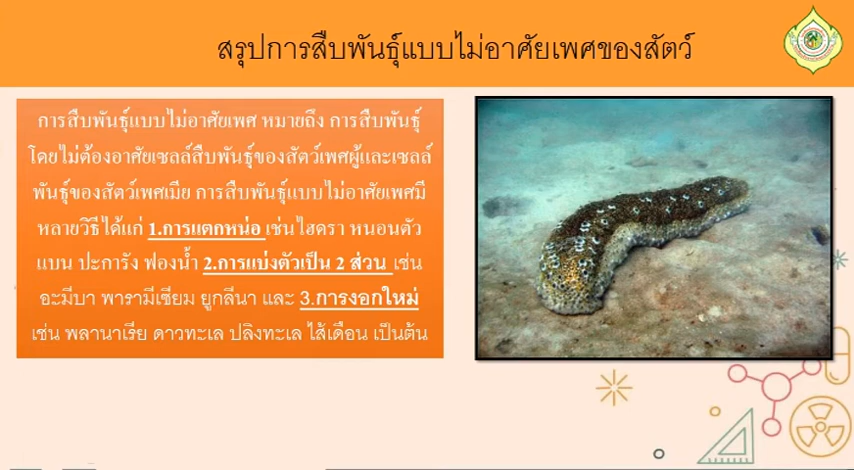 สรุปการสืบพันธุ์แบบไม่อาศัยเพศของสัตว์
การสืบพันธุ์แบบไม่อาศัยเพศ หมายถึง การสืบพันธุ์
โดยไม่ต้องอาศัยเซลล์สืบพันธุ์ของสัตว์เพศผู้และเซลล์
พันธุ์ของสัตว์เพศเมีย การสืบพันธุ์แบบไม่อาศัยเพศมี
หลายวิธีได้แก่ 1.การแตกหน่อ เช่นไฮดรา หนอนตัว
แบน ปะการัง ฟองน้ำ 2.การแบ่งตัวเป็น 2 ส่วน เช่น
อะมีบา พารามีเซียม ยูกลีนา และ 3.การงอกใหม่
เช่น พลานาเรีย ดาวทะเล ปลิงทะเล ไส้เดือน เป็นต้น